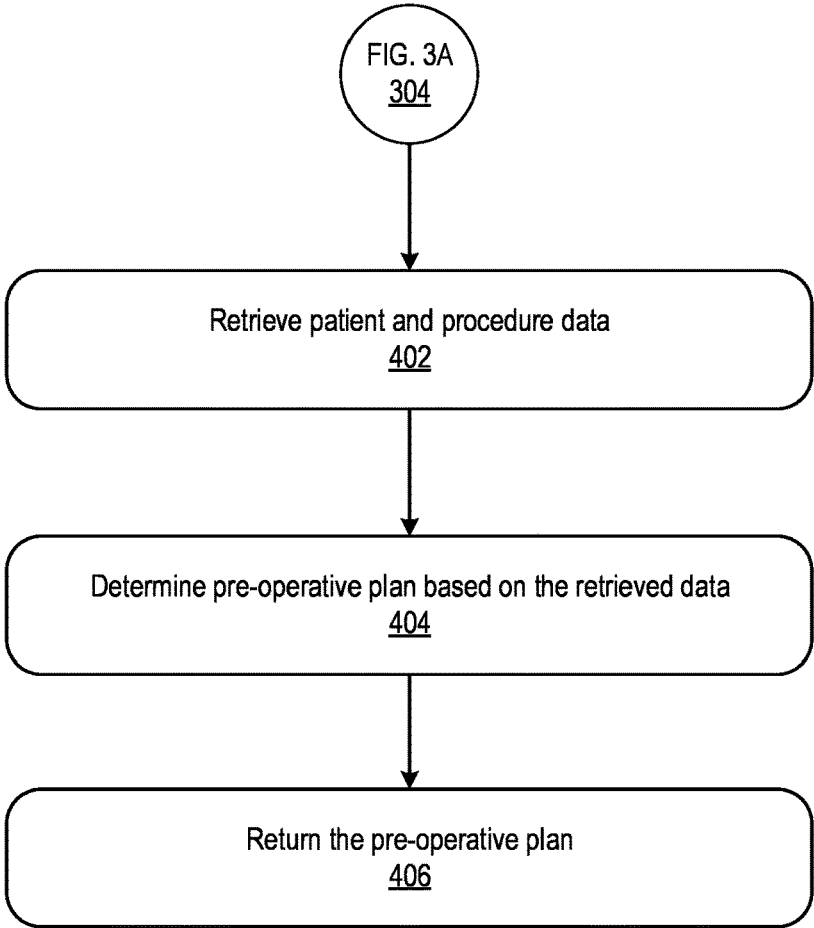 FIG. 3A
304
Retrieve patient and procedure data
402
Determine pre-operative plan based on the retrieved data
404
Return the pre-operative plan
406